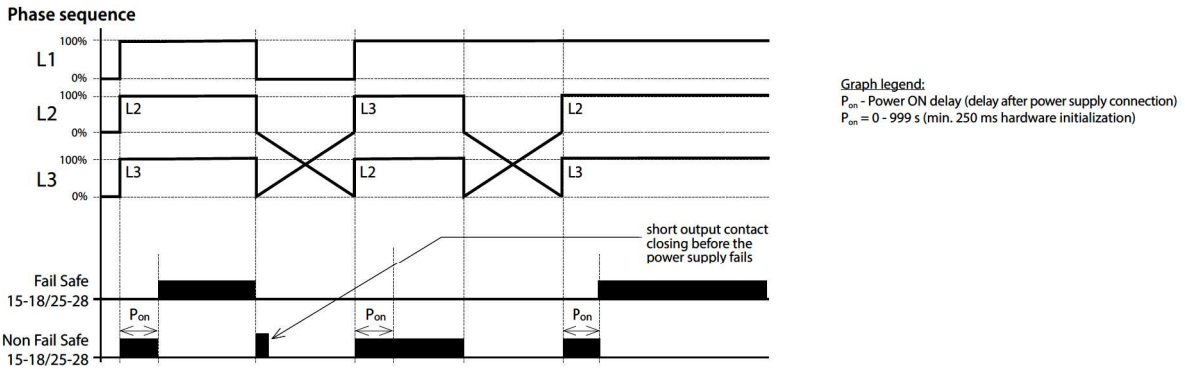 Phase sequence
L1
100%
0%
L2
100%
0%
L2
L3
L2
L3
100%
0%
L3
L2
L3
Graph legend:
Pon - Power ON delay (delay after power supply connection)
Pon = 0 - 999 s (min. 250 ms hardware initialization)
short output contact
closing before the
power supply fails
Fail Safe
15-18/25-28
Pon
Pon
Pon
Non Fail Safe
15-18/25-28